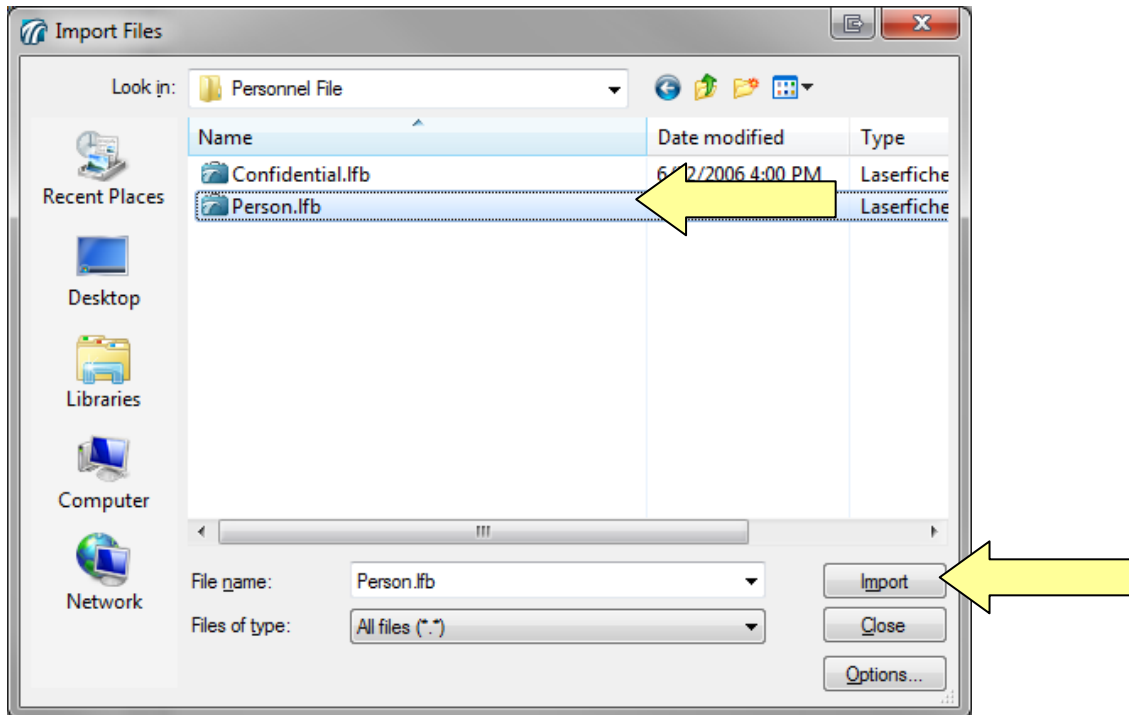 Import Files
X
Look in: Personnel File
Name Date modified Type
Confidential.lfb 2/2006 4:00 PM Laserfiche
Person.lfb Laserfiche
Recent Places
Desktop
Libraries
Computer
Network
File name: Person.lfb Import
Files of type: All files (*.*) Close
Options...